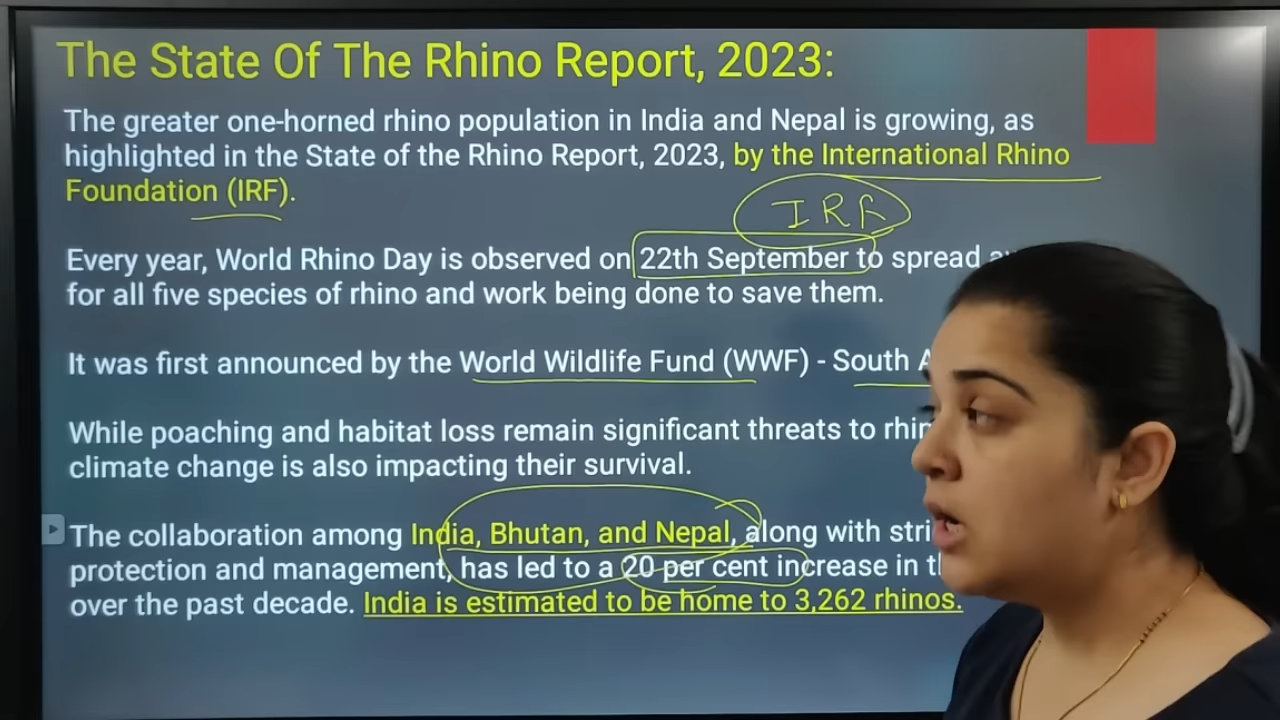 The State Of The Rhino Report, 2023:
The greater one-horned rhino population in India and Nepal is growing, as
highlighted in the State of the Rhino Report, 2023, by the International Rhino
Foundation (IRF).
IRF
Every year, World Rhino Day is observed on 22th September to spread
for all five species of rhino and work being done to save them.
It was first announced by the World Wildlife Fund (WWF) - South
While poaching and habitat loss remain significant threats to
climate change is also impacting their survival.
The collaboration among India, Bhutan, and Nepal, along with
protection and management, has led to a 20 per cent increase in
over the past decade. India is estimated to be home to 3,262 rhinos.